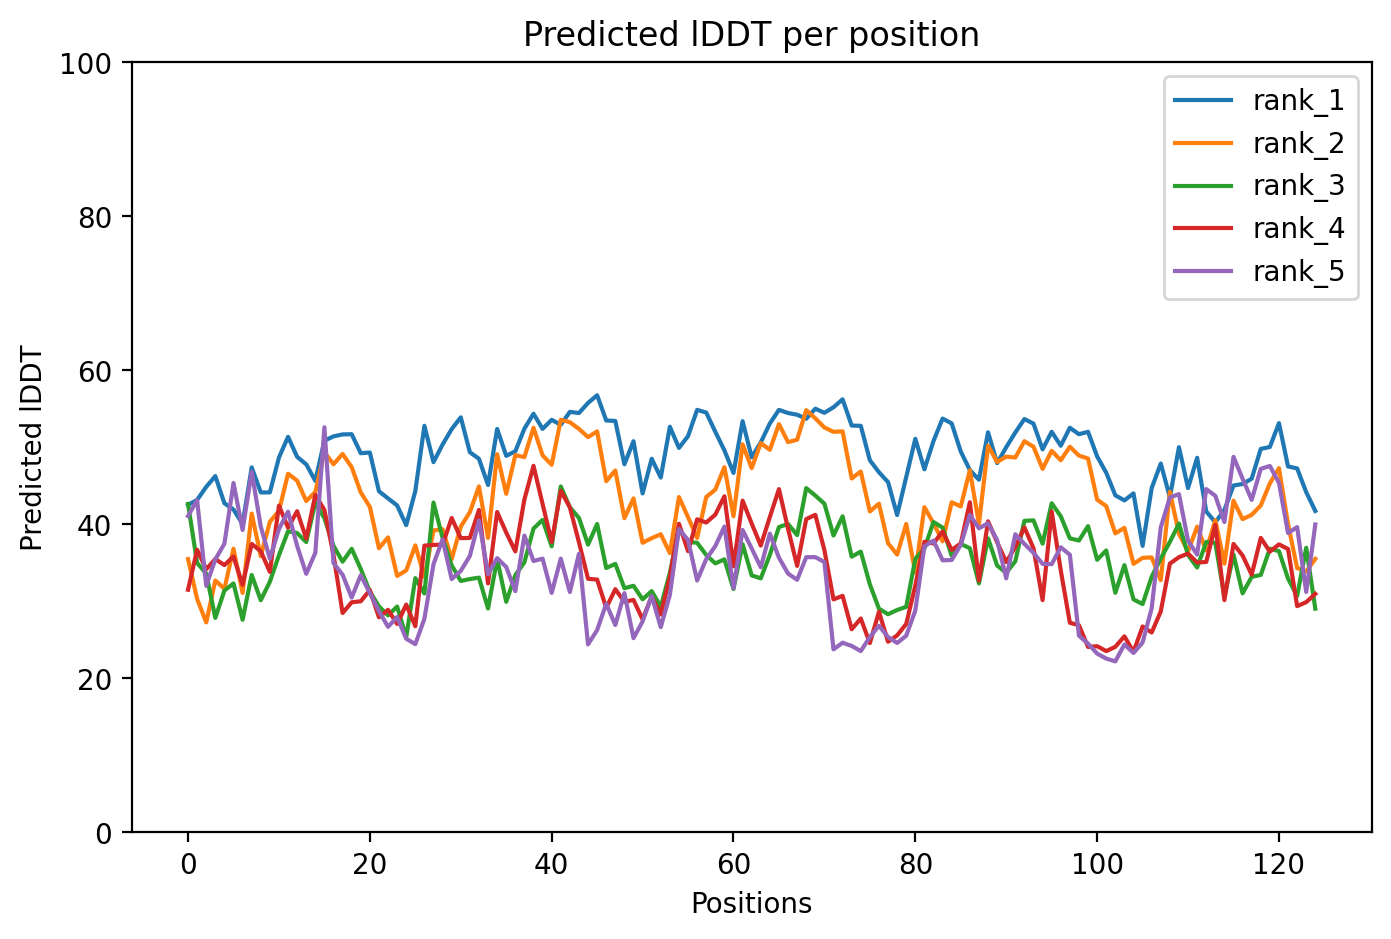 Predicted lDDT per position
Predicted lDDT
100
80
60
40
20
0
0 20 40 60 80 100 120
Positions
rank_1
rank_2
rank_3
rank_4
rank_5